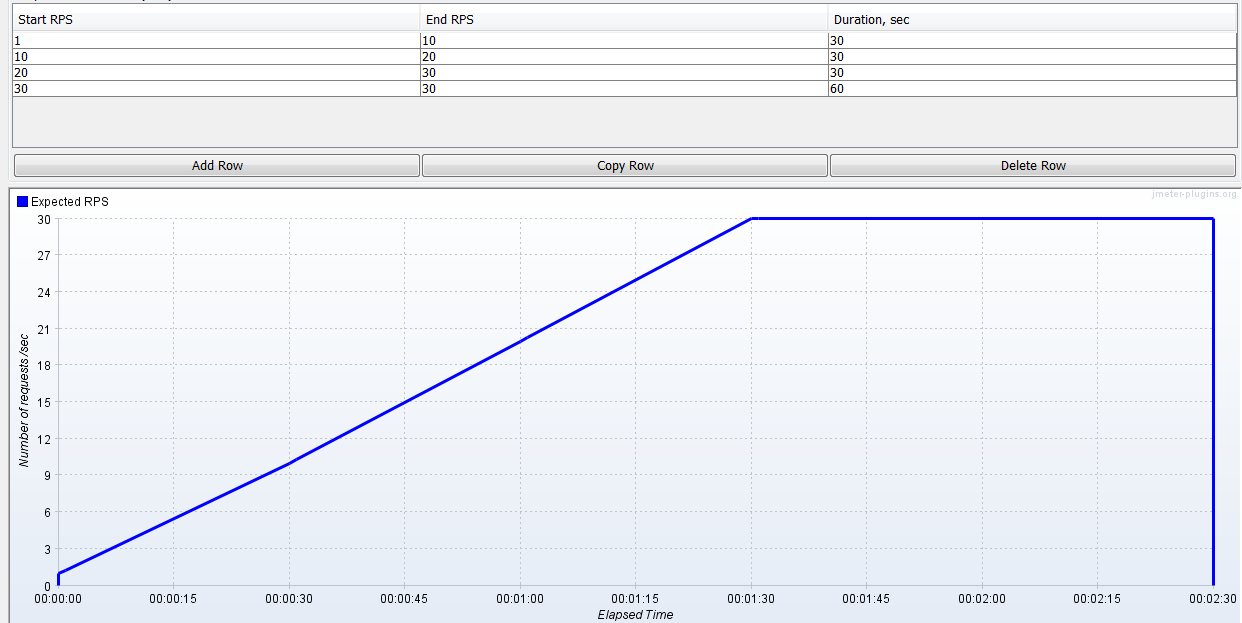 Start RPS End RPS Duration, sec
1 10 30
10 20 30
20 30 30
30 30 60
Add Row Copy Row Delete Row
jmeter-plugins.org
Expected RPS
30
27
24
21
18
15
12
9
6
3
0
Number of requests /sec
00:00:00 00:00:15 00:00:30 00:00:45 00:01:00 00:01:15 00:01:30 00:01:45 00:02:00 00:02:15 00:02:30
Elapsed Time